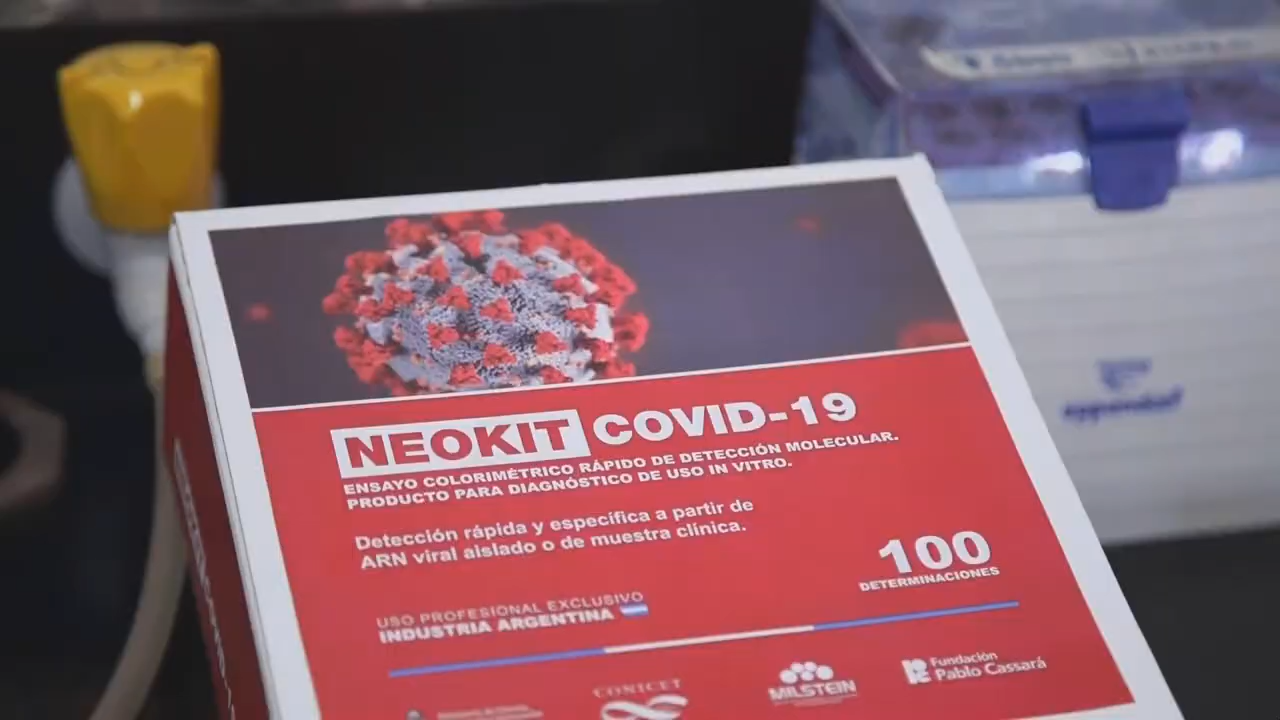 NEOKIT COVID-19
ENSAYO COLORIMÉTRICO RÁPIDO DE DETECCIÓN MOLECULAR.
PRODUCTO PARA DIAGNÓSTICO DE USO IN VITRO.
Detección rápida y específica a partir de
ARN viral aislado o de muestra clínica.
100
DETERMINACIONES
USO PROFESIONAL EXCLUSIVO
INDUSTRIA ARGENTINA
CONICET
MILSTEIN
Fundación
Pablo Cassará
eppendorf